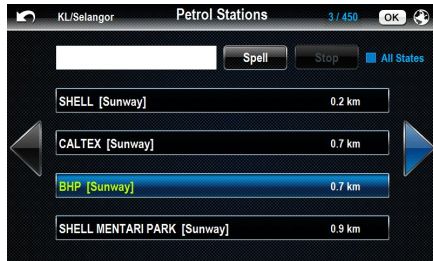 KL/Selangor Petrol Stations 3 / 450 OK
Spell Stop All States
SHELL [Sunway] 0.2 km
CALTEX [Sunway] 0.7 km
BHP [Sunway] 0.7 km
SHELL MENTARI PARK [Sunway] 0.9 km